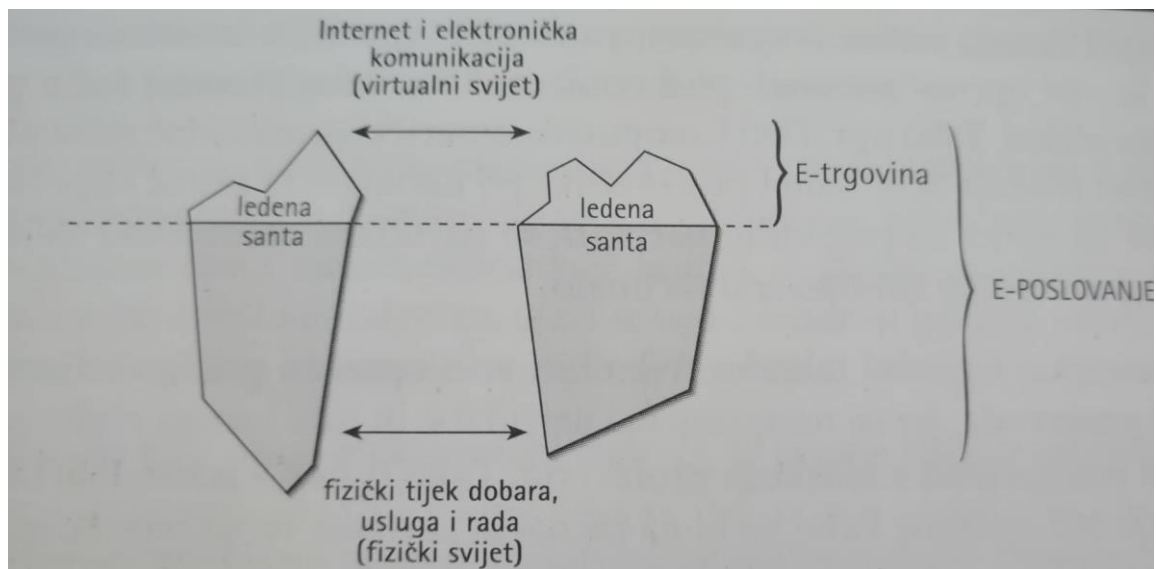 Internet i elektronička
komunikacija
(virtualni svijet)
E-trgovina
ledena
santa
ledena
santa
E-POSLOVANJE
fizički tijek dobara,
usluga i rada
(fizički svijet)